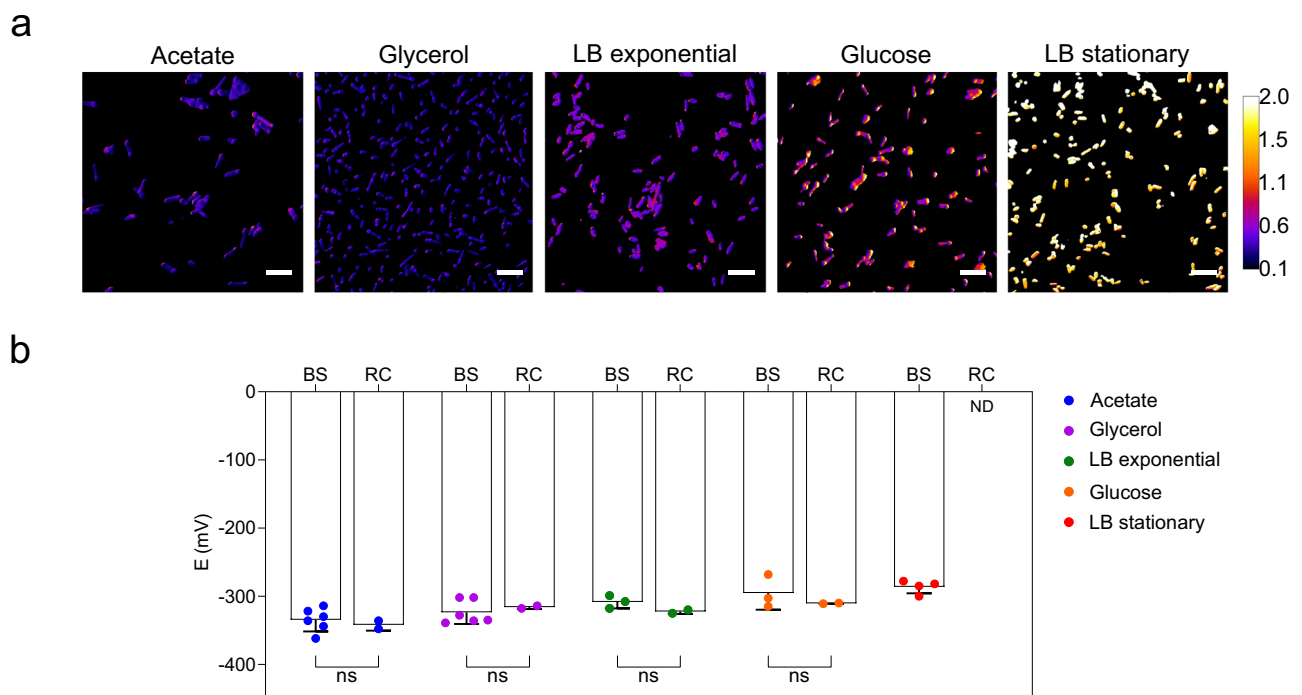 a
Acetate Glycerol LB exponential Glucose LB stationary
2.0
1.5
1.1
0.6
0.1
b
BS RC BS RC BS RC BS RC BS RC
0
ND
-100
-200
-300
-400
E (mV)
ns ns ns ns
Acetate
Glycerol
LB exponential
Glucose
LB stationary